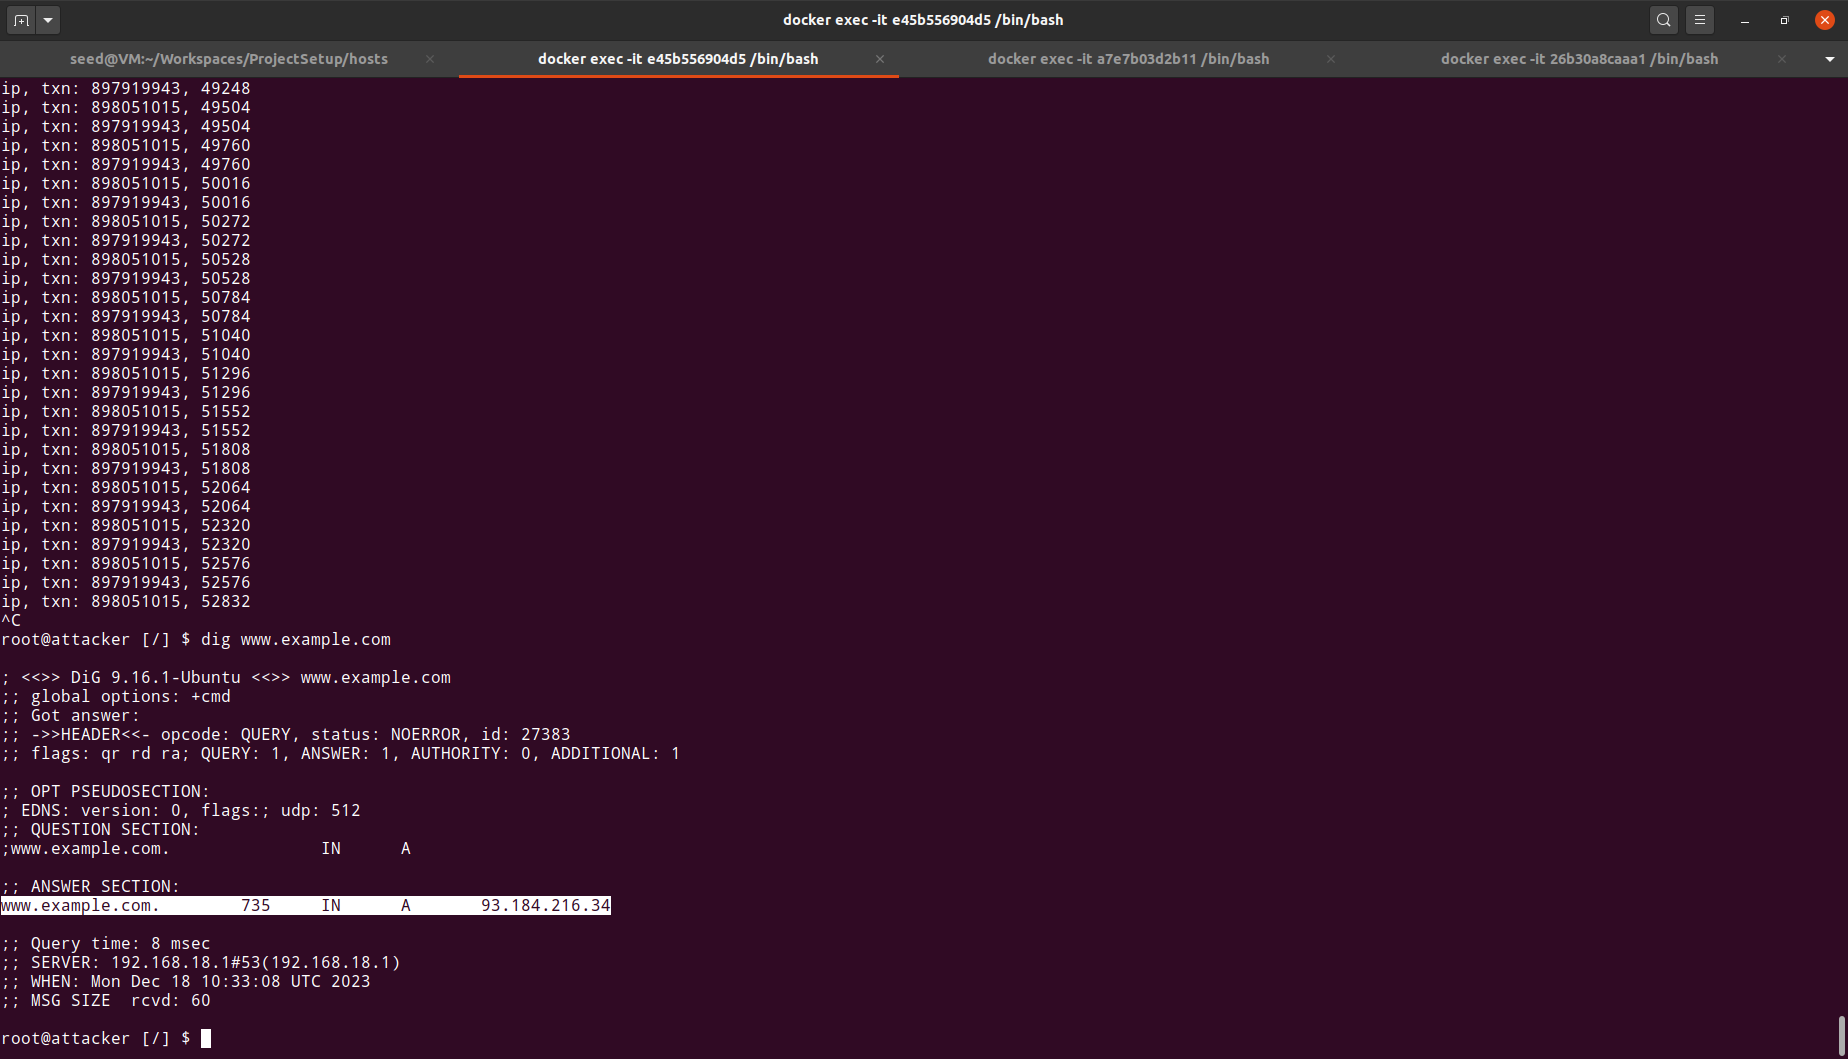 docker exec -it e45b556904d5 /bin/bash
seed@VM:~/Workspaces/ProjectSetup/hosts
docker exec -it e45b556904d5 /bin/bash
docker exec -it a7e7b03d2b11 /bin/bash
docker exec -it 26b30a8caaa1 /bin/bash
ip, txn: 897919943, 49248
ip, txn: 898051015, 49504
ip, txn: 897919943, 49504
ip, txn: 898051015, 49760
ip, txn: 897919943, 49760
ip, txn: 898051015, 50016
ip, txn: 897919943, 50016
ip, txn: 898051015, 50272
ip, txn: 897919943, 50272
ip, txn: 898051015, 50528
ip, txn: 897919943, 50528
ip, txn: 898051015, 50784
ip, txn: 897919943, 50784
ip, txn: 898051015, 51040
ip, txn: 897919943, 51040
ip, txn: 898051015, 51296
ip, txn: 897919943, 51296
ip, txn: 898051015, 51552
ip, txn: 897919943, 51552
ip, txn: 898051015, 51808
ip, txn: 897919943, 51808
ip, txn: 898051015, 52064
ip, txn: 897919943, 52064
ip, txn: 898051015, 52320
ip, txn: 897919943, 52320
ip, txn: 898051015, 52576
ip, txn: 897919943, 52576
ip, txn: 898051015, 52832
^C
root@attacker [/] $ dig www.example.com
; <<>> DiG 9.16.1-Ubuntu <<>> www.example.com
;; global options: +cmd
;; Got answer:
;; ->>HEADER<<- opcode: QUERY, status: NOERROR, id: 27383
;; flags: qr rd ra; QUERY: 1, ANSWER: 1, AUTHORITY: 0, ADDITIONAL: 1
;; OPT PSEUDOSECTION:
; EDNS: version: 0, flags:; udp: 512
;; QUESTION SECTION:
;www.example.com. IN A
;; ANSWER SECTION:
www.example.com. 735 IN A 93.184.216.34
;; Query time: 8 msec
;; SERVER: 192.168.18.1#53(192.168.18.1)
;; WHEN: Mon Dec 18 10:33:08 UTC 2023
;; MSG SIZE rcvd: 60
root@attacker [/] $